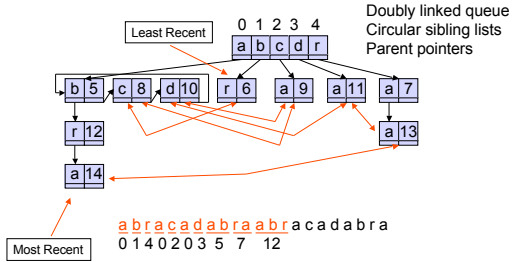 0 1 2 3 4
Doubly linked queue
Circular sibling lists
Parent pointers
Least Recent
a b c d r
b 5 c 8 d 10 r 6 a 9 a 11 a 7
r 12 a 13
a 14
a b r a c a d a b r a a b r a c a d a b r a
0 1 4 0 2 0 3 5 7 12
Most Recent